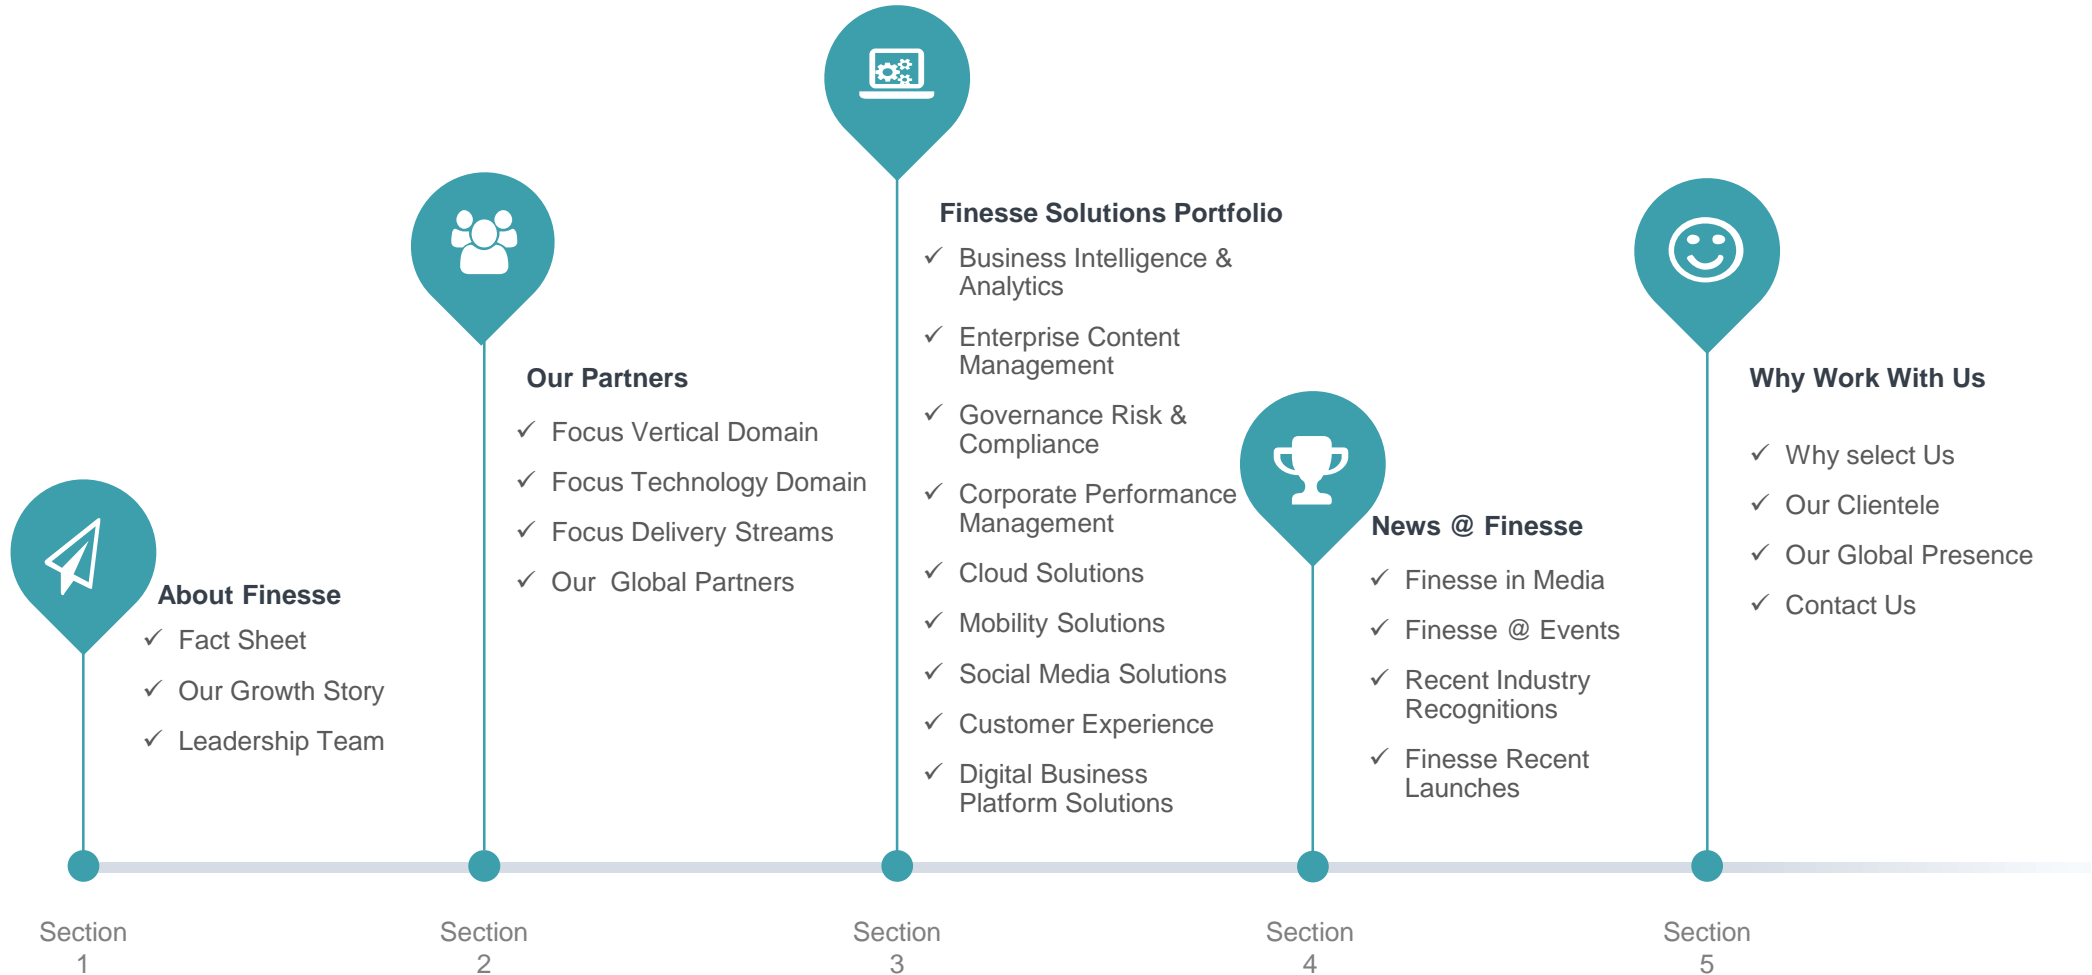 About Finesse
Fact Sheet
Our Growth Story
Leadership Team
Section
1
Our Partners
Focus Vertical Domain
Focus Technology Domain
Focus Delivery Streams
Our Global Partners
Section
2
Finesse Solutions Portfolio
Business Intelligence &
Analytics
Enterprise Content
Management
Governance Risk &
Compliance
Corporate Performance
Management
Cloud Solutions
Mobility Solutions
Social Media Solutions
Customer Experience
Digital Business
Platform Solutions
Section
3
News @ Finesse
Finesse in Media
Finesse @ Events
Recent Industry
Recognitions
Finesse Recent
Launches
Section
4
Why Work With Us
Why select Us
Our Clientele
Our Global Presence
Contact Us
Section
5